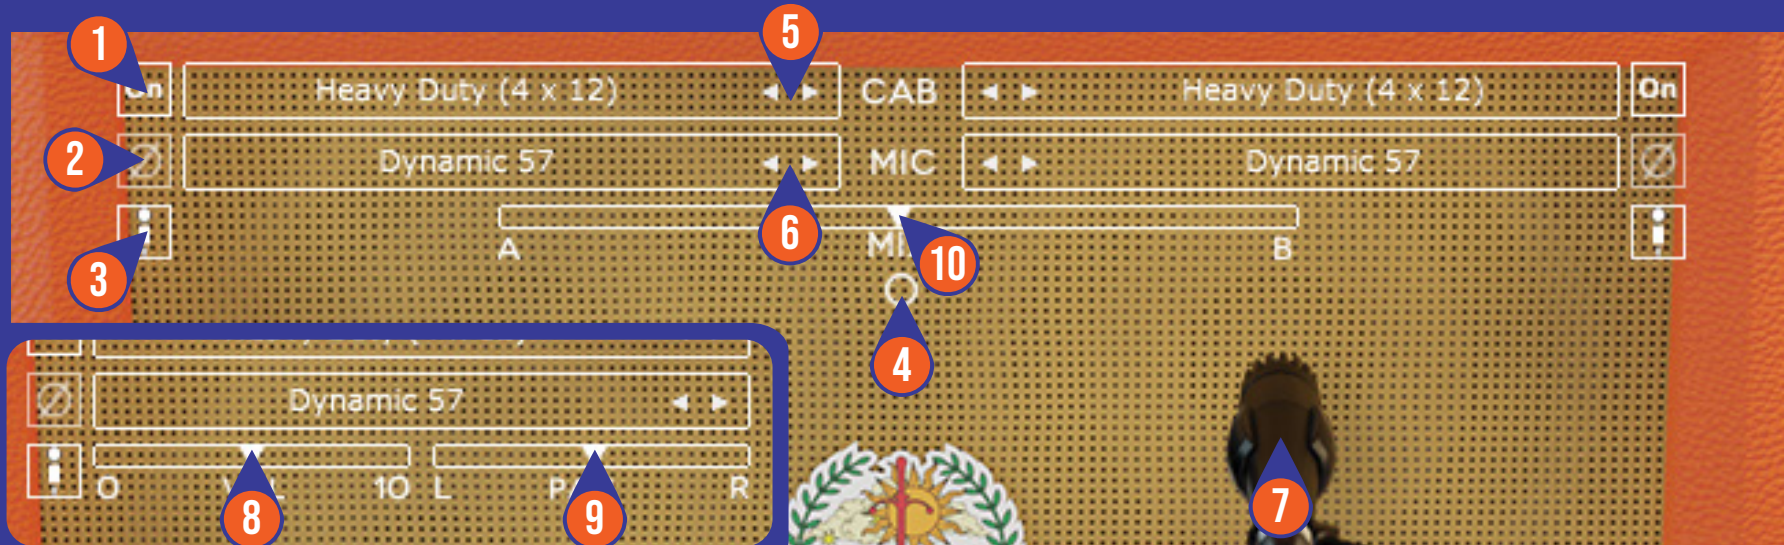 1
5
On Heavy Duty (4 x 12) CAB Heavy Duty (4 x 12) On
2 Ø Dynamic 57 MIC Dynamic 57 Ø
3 6 10
A B
4
Ø Dynamic 57
O 10 L R
8 9 7